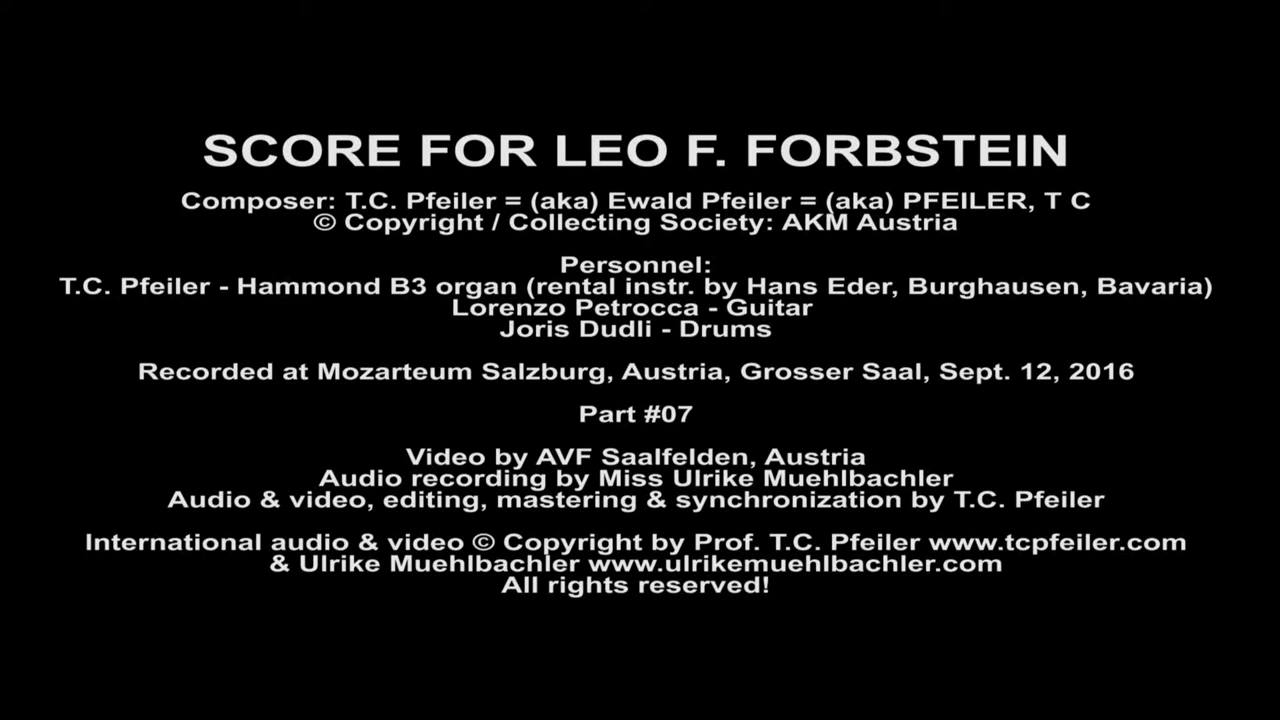 SCORE FOR LEO F. FORBSTEIN
Composer: T.C. Pfeiler = (aka) Ewald Pfeiler = (aka) PFEILER, T C
© Copyright / Collecting Society: AKM Austria
Personnel:
T.C. Pfeiler - Hammond B3 organ (rental instr. by Hans Eder, Burghausen, Bavaria)
Lorenzo Petrocca - Guitar
Joris Dudli - Drums
Recorded at Mozarteum Salzburg, Austria, Grosser Saal, Sept. 12, 2016
Part #07
Video by AVF Saalfelden, Austria
Audio recording by Miss Ulrike Muehlbachler
Audio & video, editing, mastering & synchronization by T.C. Pfeiler
International audio & video © Copyright by Prof. T.C. Pfeiler www.tcpfeiler.com
& Ulrike Muehlbachler www.ulrikemuehlbachler.com
All rights reserved!